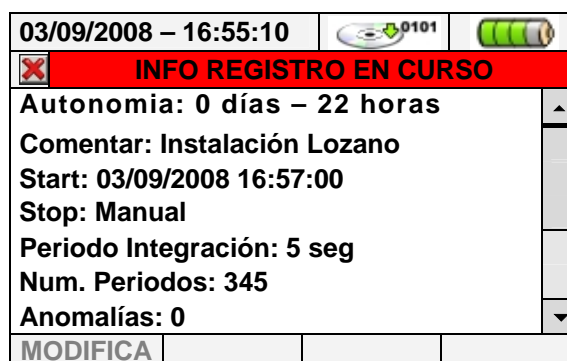 03/09/2008 – 16:55:10 0101
INFO REGISTRO EN CURSO
Autonomia: 0 días – 22 horas
Comentar: Instalación Lozano
Start: 03/09/2008 16:57:00
Stop: Manual
Periodo Integración: 5 seg
Num. Periodos: 345
Anomalías: 0
MODIFICA